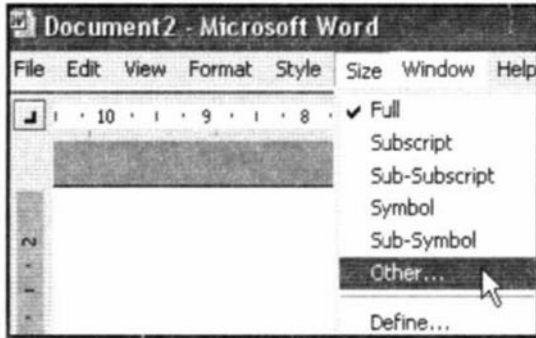 Document2 - Microsoft Word
File Edit View Format Style Size Window Help
10 9 8
Full
Subscript
Sub-Subscript
Symbol
Sub-Symbol
Other...
Define...
2